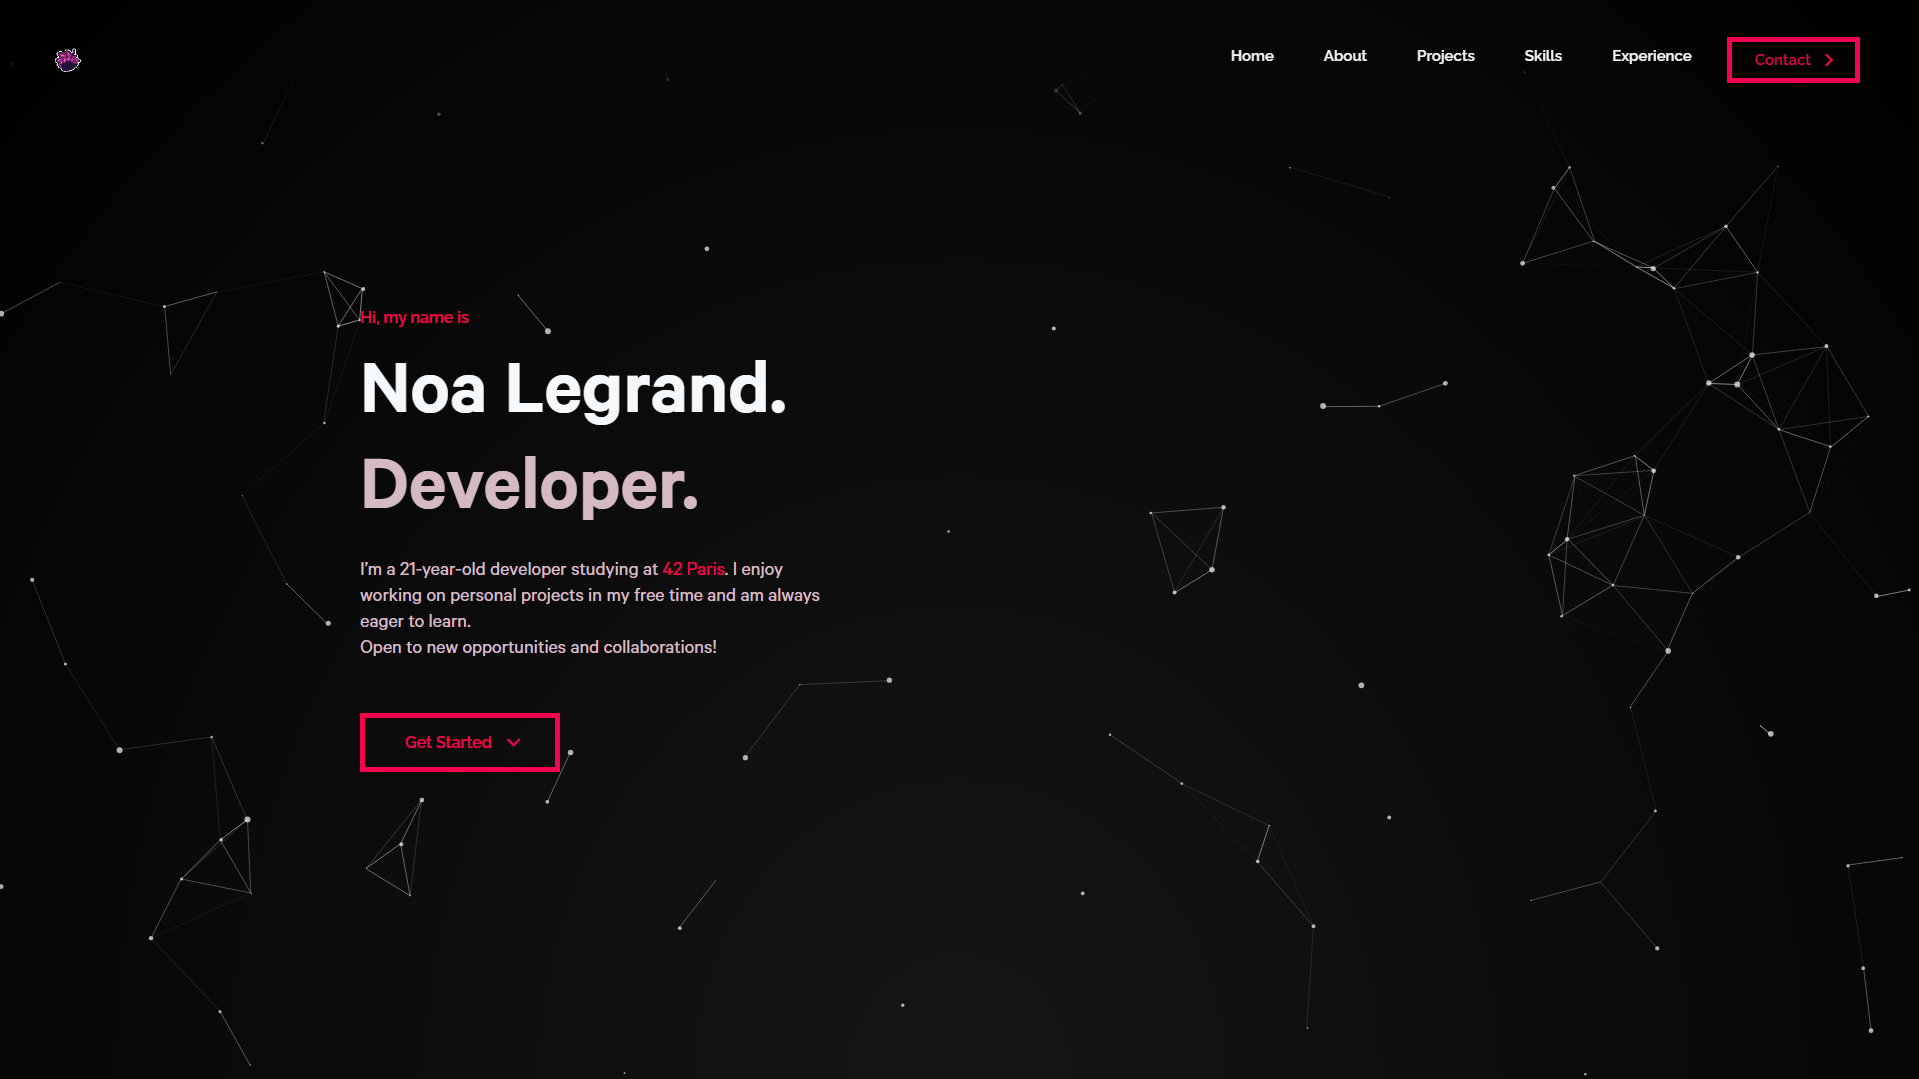 Home
About
Projects
Skills
Experience
Contact
Hi, my name is
Noa Legrand.
Developer.
I'm a 21-year-old developer studying at 42 Paris. I enjoy
working on personal projects in my free time and am always
eager to learn.
Open to new opportunities and collaborations!
Get Started